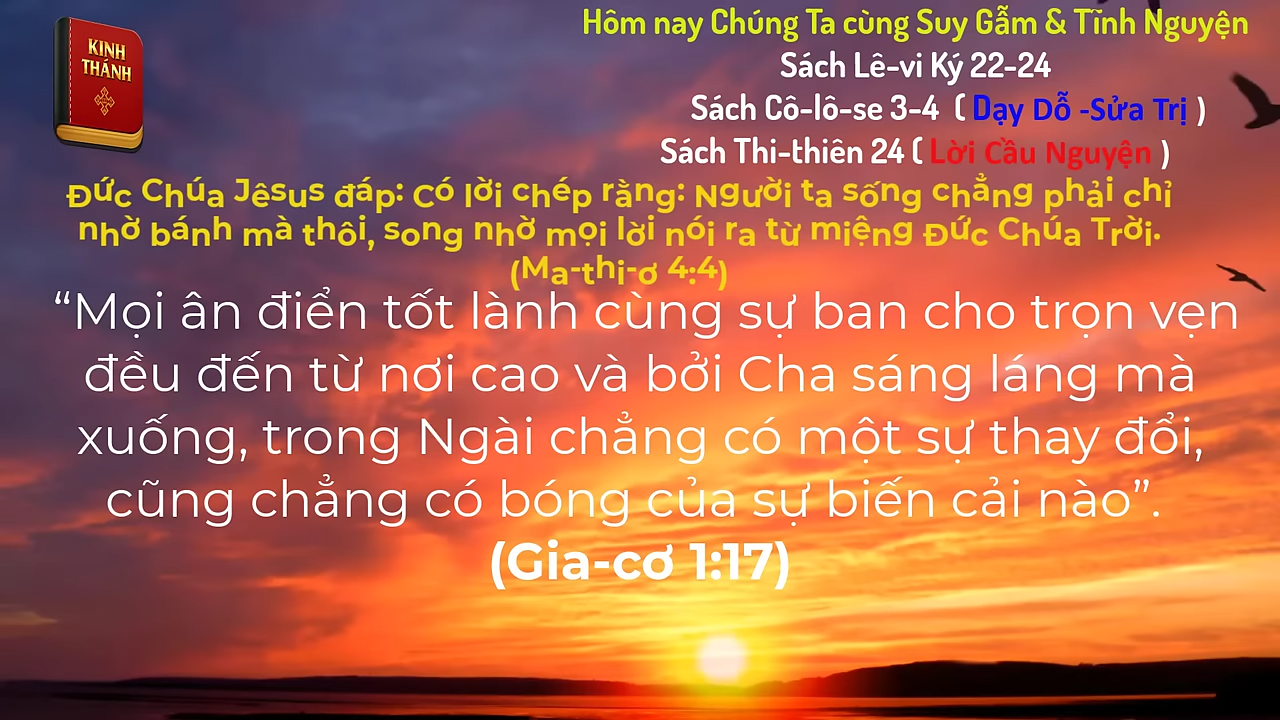 KINH
THÁNH
Hôm nay Chúng Ta cùng Suy Gẫm & Tĩnh Nguyện
Sách Lê-vi Ký 22-24
Sách Cô-lô-se 3-4 ( Dạy Dỗ -Sửa Trị )
Sách Thi-thiên 24 ( Lời Cầu Nguyện )
Đức Chúa Jêsus đáp: Có lời chép rằng: Người ta sống chẳng phải chỉ
nhờ bánh mà thôi, song nhờ mọi lời nói ra từ miệng Đức Chúa Trời.
(Ma-thi-ơ 4:4)
“Mọi ân điển tốt lành cùng sự ban cho trọn vẹn
đều đến từ nơi cao và bởi Cha sáng láng mà
xuống, trong Ngài chẳng có một sự thay đổi,
cũng chẳng có bóng của sự biến cải nào”.
(Gia-cơ 1:17)